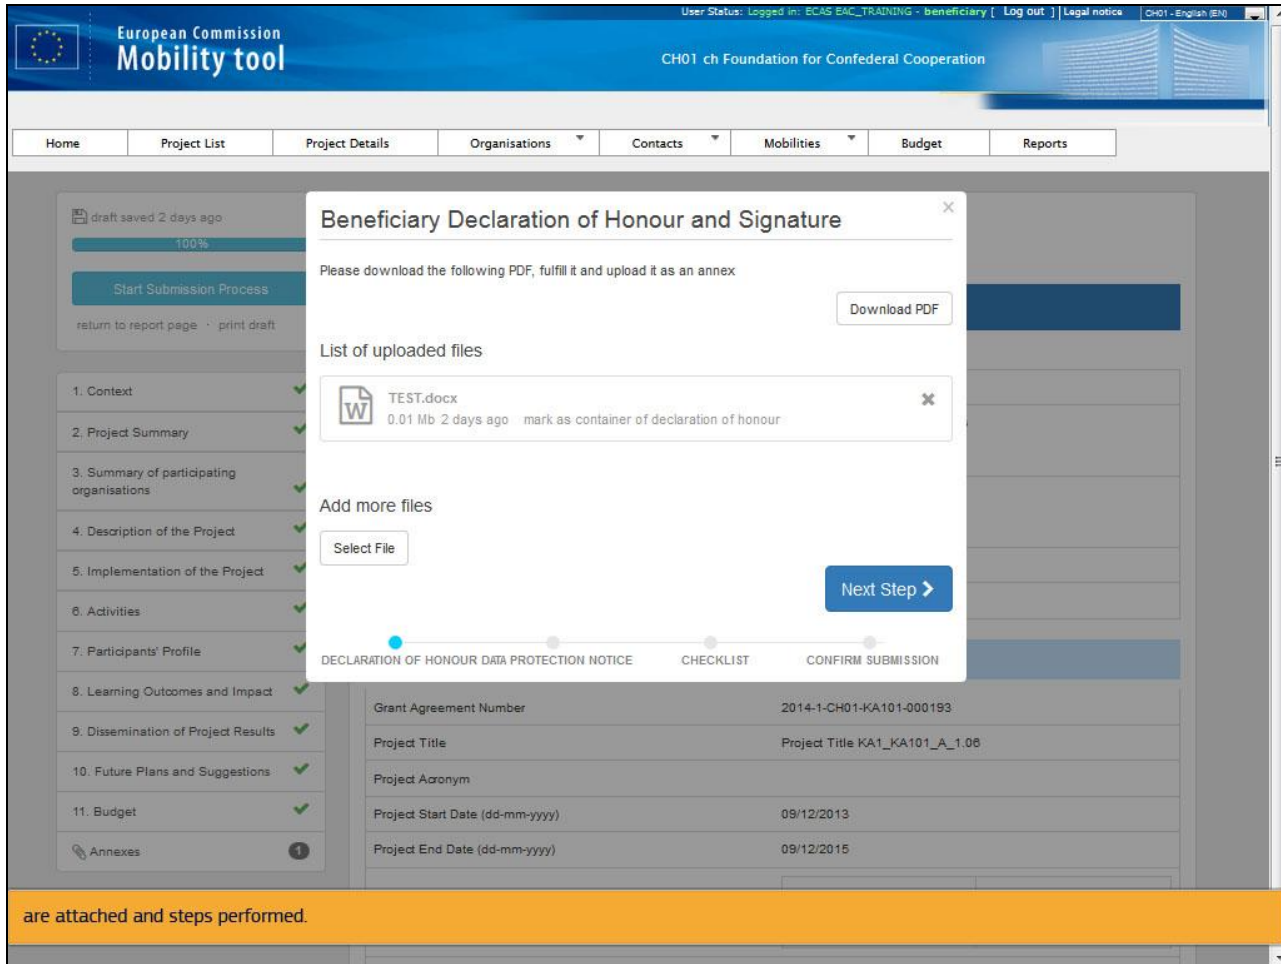 User Status: Logged in: ECAS EAC_TRAINING - beneficiary [ Log out ] | Legal notice CH01 - English (EN)
European Commission
Mobility tool
CH01 ch Foundation for Confederal Cooperation
Home Project List Project Details Organisations Contacts Mobilities Budget Reports
draft saved 2 days ago
100%
Start Submission Process
return to report page · print draft
1. Context
2. Project Summary
3. Summary of participating
organisations
4. Description of the Project
5. Implementation of the Project
6. Activities
7. Participants' Profile
8. Learning Outcomes and Impact
9. Dissemination of Project Results
10. Future Plans and Suggestions
11. Budget
Annexes 1
Beneficiary Declaration of Honour and Signature ×
Please download the following PDF, fulfill it and upload it as an annex
Download PDF
List of uploaded files
W TEST.docx
0.01 Mb 2 days ago mark as container of declaration of honour
Add more files
Select File
Next Step
DECLARATION OF HONOUR DATA PROTECTION NOTICE CHECKLIST CONFIRM SUBMISSION
Grant Agreement Number 2014-1-CH01-KA101-000193
Project Title Project Title KA1_KA101_A_1.06
Project Acronym
Project Start Date (dd-mm-yyyy) 09/12/2013
Project End Date (dd-mm-yyyy) 09/12/2015
are attached and steps performed.